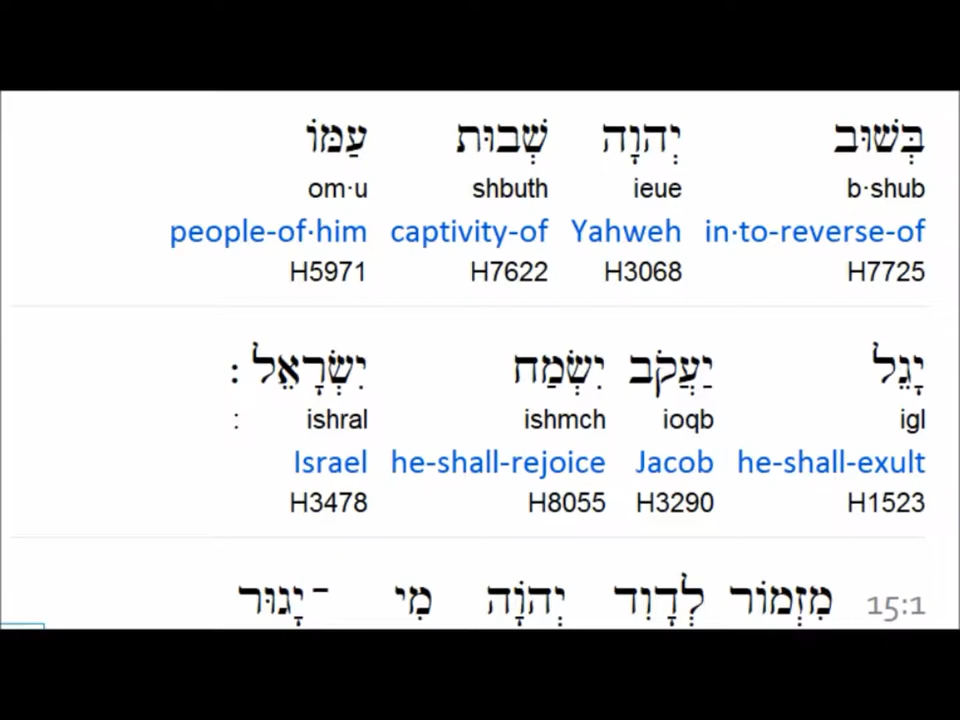 בְּשׁוּב יְהוָה שְׁבוּת עַמּוֹ
b·shub ieue shbuth om·u
in·to-reverse-of Yahweh captivity-of people-of·him
H7725 H3068 H7622 H5971
יָגֵל יַעֲקֹב יִשְׂמַח יִשְׂרָאֵל :
igl ioqb ishmch ishral :
he-shall-exult Jacob he-shall-rejoice Israel
H1523 H3290 H8055 H3478
15:1 מִזְמוֹר לְדָוִד יְהוָה מִי ־יָגוּר